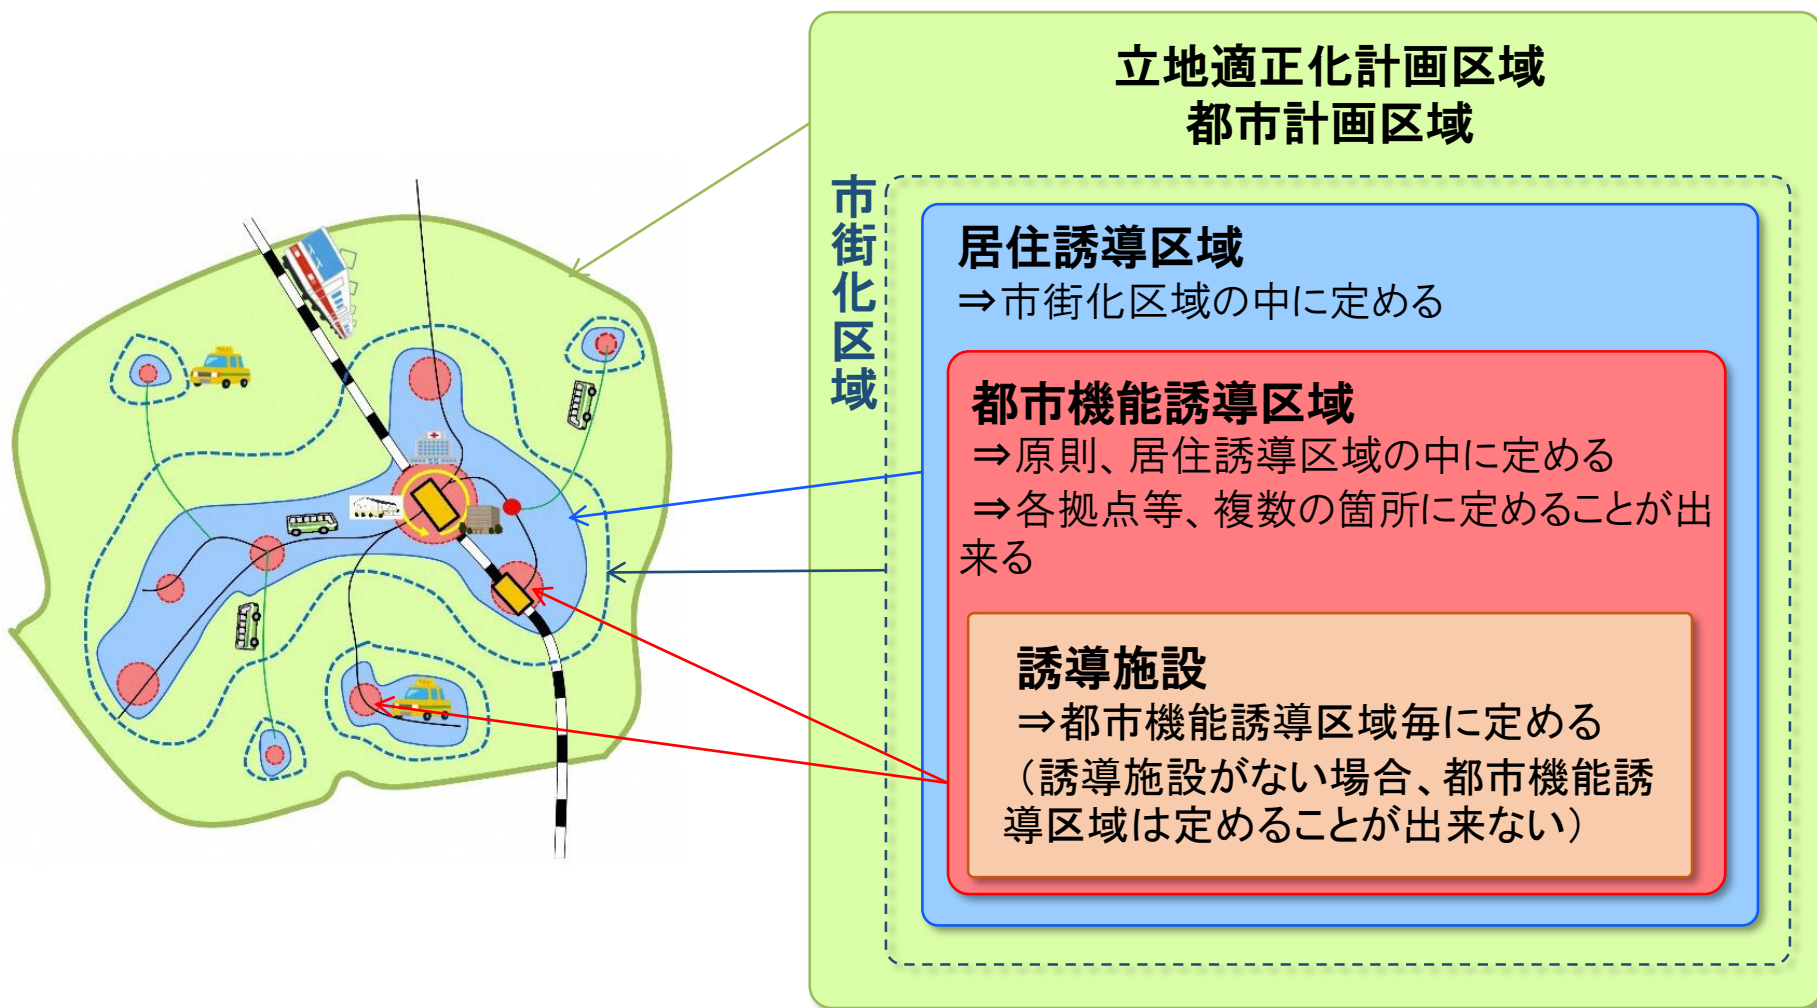 立地適正化計画区域
都市計画区域
市街化区域
居住誘導区域
⇒市街化区域の中に定める
都市機能誘導区域
⇒原則、居住誘導区域の中に定める
⇒各拠点等、複数の箇所に定めることが出
来る
誘導施設
⇒都市機能誘導区域毎に定める
（誘導施設がない場合、都市機能誘
導区域は定めることが出来ない）